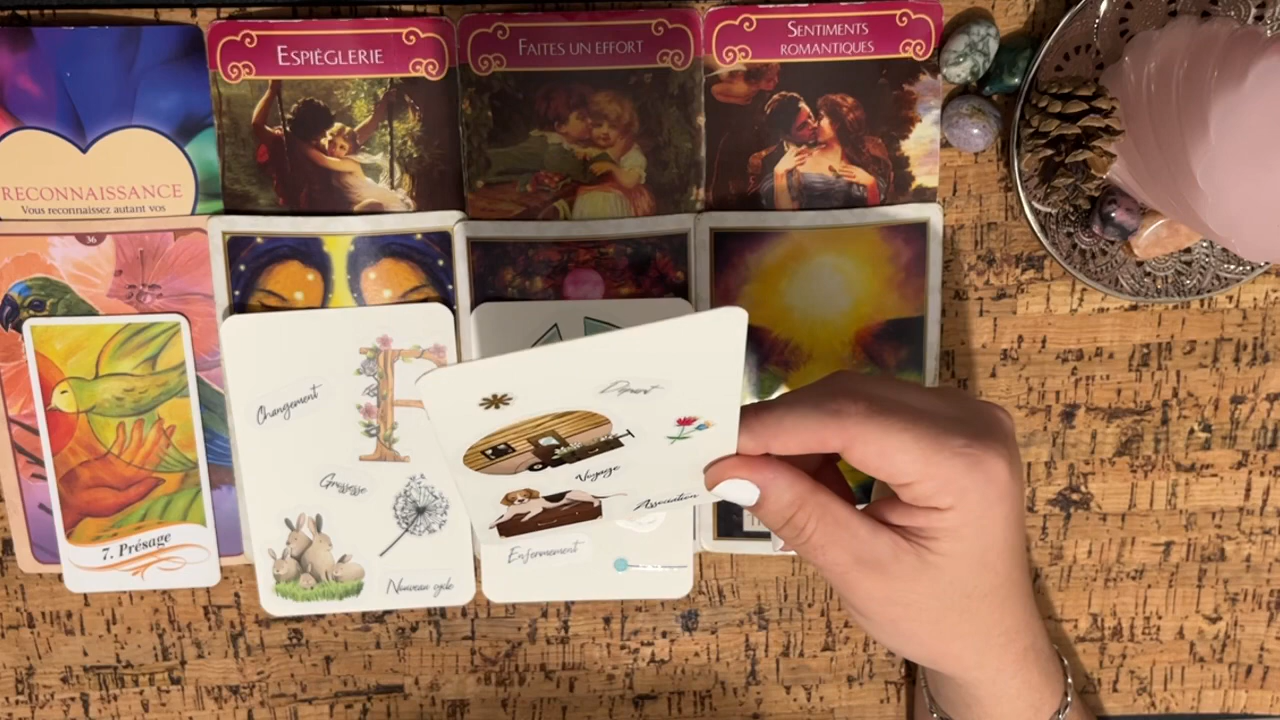 ESPIÈGLERIE
FAITES UN EFFORT
SENTIMENTS
ROMANTIQUES
RECONNAISSANCE
Vous reconnaissez autant vos
36
Changement
Départ
Grossesse
Voyage
Association
7. Présage
Enfermement
Nouveau cycle